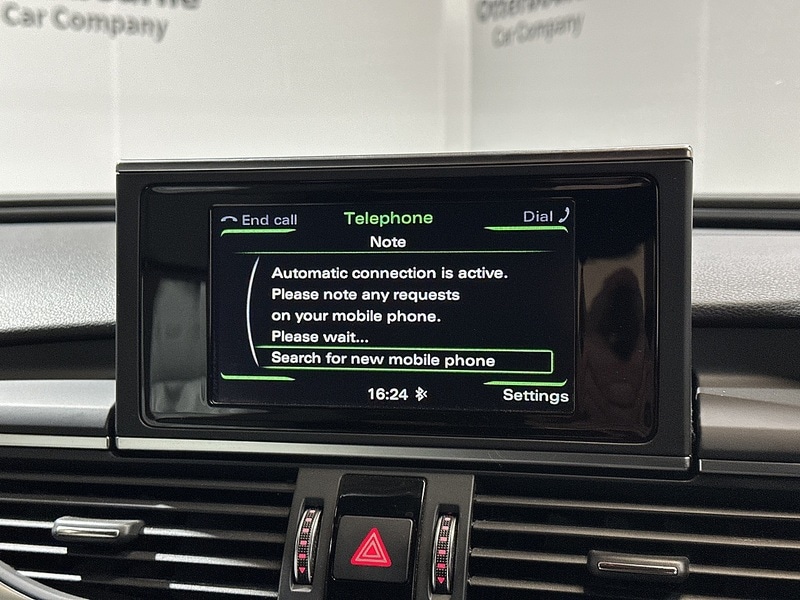 Car Company
Car Company
End call Telephone Dial
Note
Automatic connection is active.
Please note any requests
on your mobile phone.
Please wait...
Search for new mobile phone
16:24 Settings